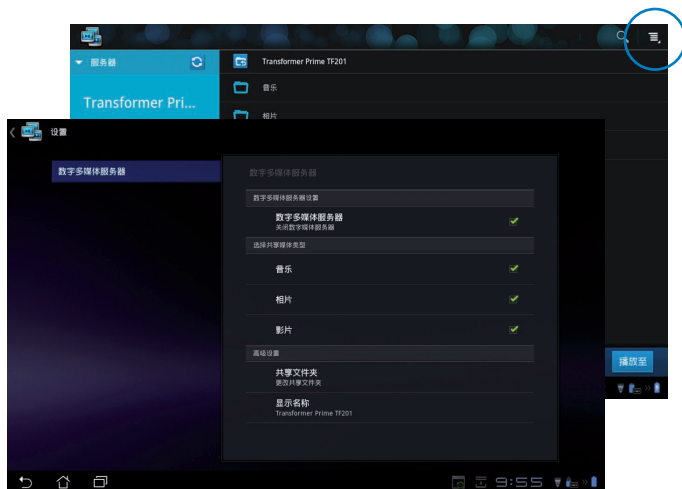 服务器
Transformer Prime TF201
Transformer Pri...
音乐
相片
播放至
设置
数字多媒体服务器
数字多媒体服务器
数字多媒体服务器设置
数字多媒体服务器
关闭数字媒体服务器
选择共享媒体类型
音乐
相片
影片
高级设置
共享文件夹
更改共享文件夹
显示名称
Transformer Prime TF201
9:55